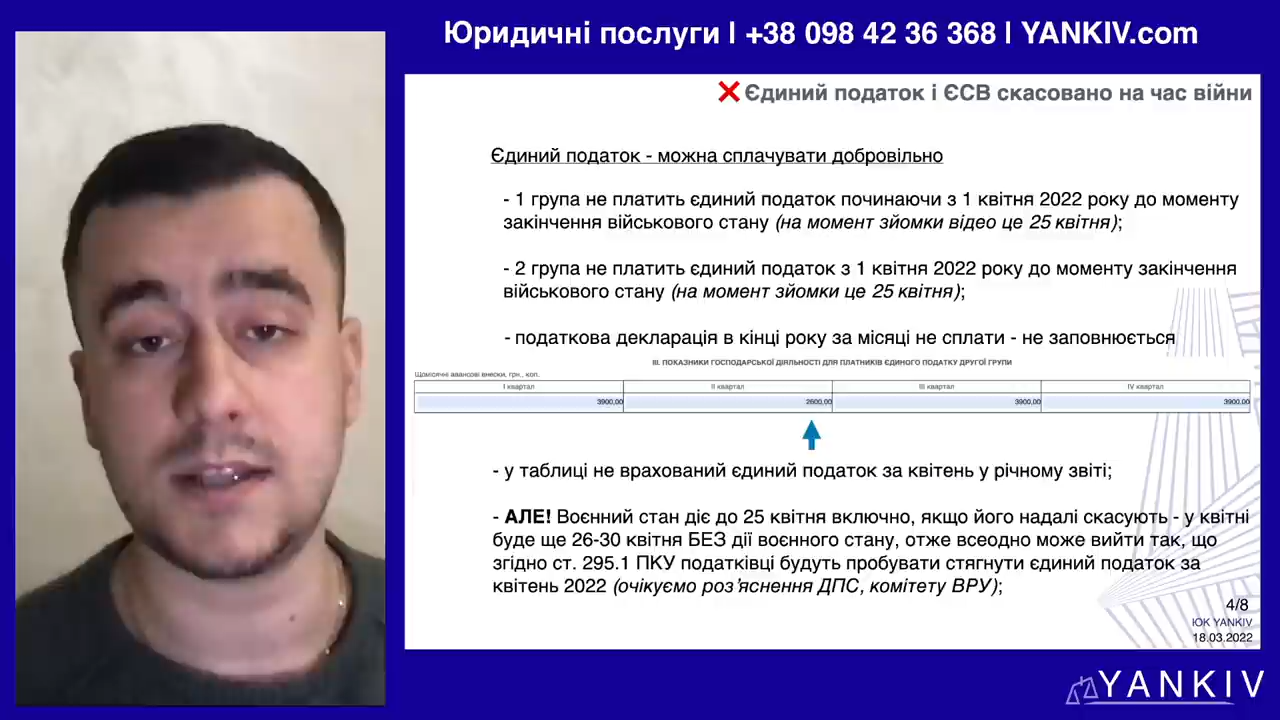 Юридичні послуги | +38 098 42 36 368 | YANKIV.com
❌ Єдиний податок і ЄСВ скасовано на час війни
Єдиний податок - можна сплачувати добровільно
- 1 група не платить єдиний податок починаючи з 1 квітня 2022 року до моменту
закінчення військового стану (на момент зйомки відео це 25 квітня);
- 2 група не платить єдиний податок з 1 квітня 2022 року до моменту закінчення
військового стану (на момент зйомки це 25 квітня);
- податкова декларація в кінці року за місяці не сплати - не заповнюється
ІІІ. ПОКАЗНИКИ ГОСПОДАРСЬКОЇ ДІЯЛЬНОСТІ ДЛЯ ПЛАТНИКІВ ЄДИНОГО ПОДАТКУ ДРУГОЇ ГРУПИ
Щомісячні авансові внески, грн., коп.
І квартал ІІ квартал ІІІ квартал ІV квартал
3900,00 2600,00 3900,00 3900,00
- у таблиці не врахований єдиний податок за квітень у річному звіті;
- АЛЕ! Воєнний стан діє до 25 квітня включно, якщо його надалі скасують - у квітні
буде ще 26-30 квітня БЕЗ дії воєнного стану, отже всеодно може вийти так, що
згідно ст. 295.1 ПКУ податківці будуть пробувати стягнути єдиний податок за
квітень 2022 (очікуємо роз'яснення ДПС, комітету ВРУ);
4/8
ЮК YANKIV
18.03.2022
YANKIV